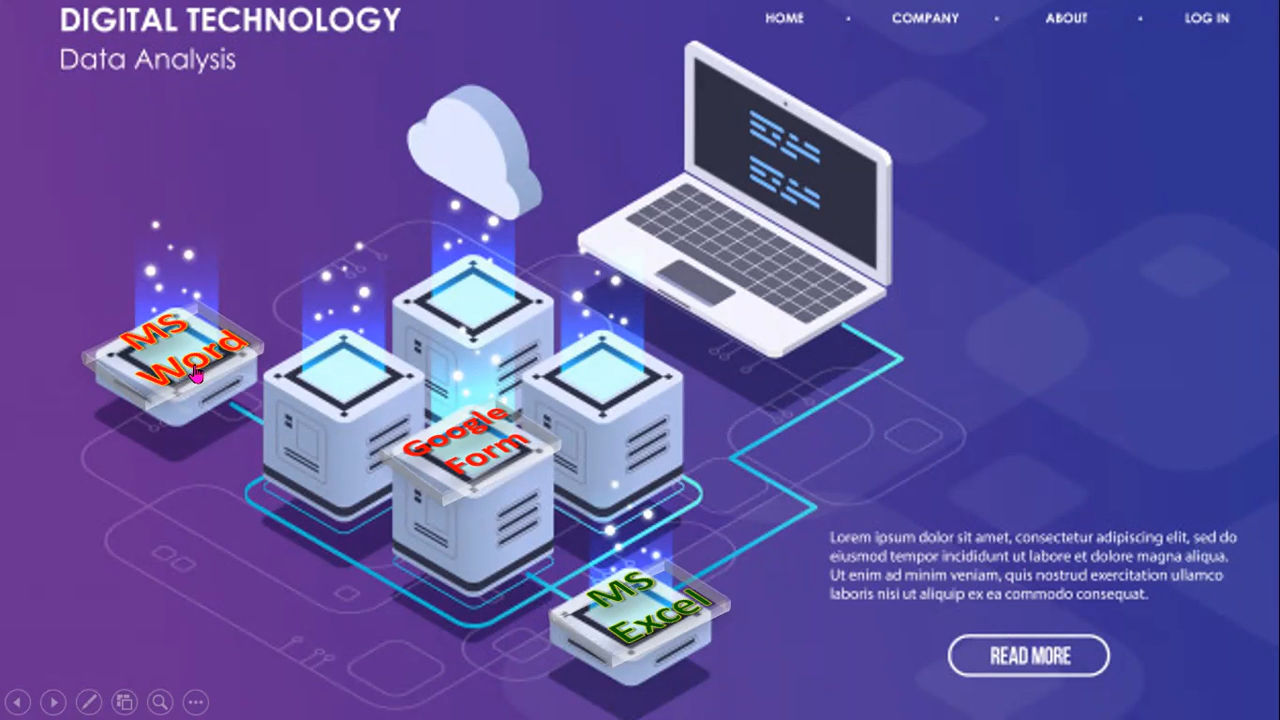 DIGITAL TECHNOLOGY
Data Analysis
HOME
COMPANY
ABOUT
LOG IN
MS
Word
Google
Form
MS
Excel
Lorem ipsum dolor sit amet, consectetur adipiscing elit, sed do
eiusmod tempor incididunt ut labore et dolore magna aliqua.
Ut enim ad minim veniam, quis nostrud exercitation ullamco
laboris nisi ut aliquip ex ea commodo consequat.
READ MORE